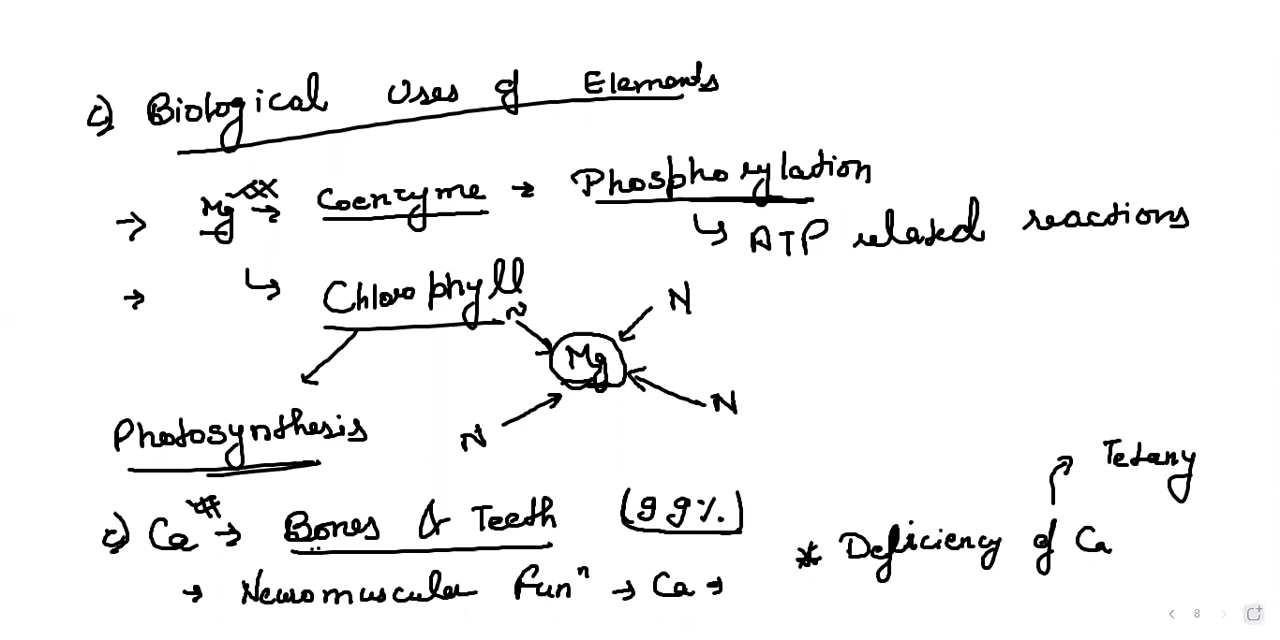 c) Biological Uses of Elements
→ Mg → Coenzyme → Phosphorylation
↳ ATP related reactions
→ ↳ Chlorophyll
N N
Mg
N N
Photosynthesis
Tetany
c) Ca → Bones & Teeth (99%)
* Deficiency of Ca
→ Neuromuscular Funⁿ → Ca →
8